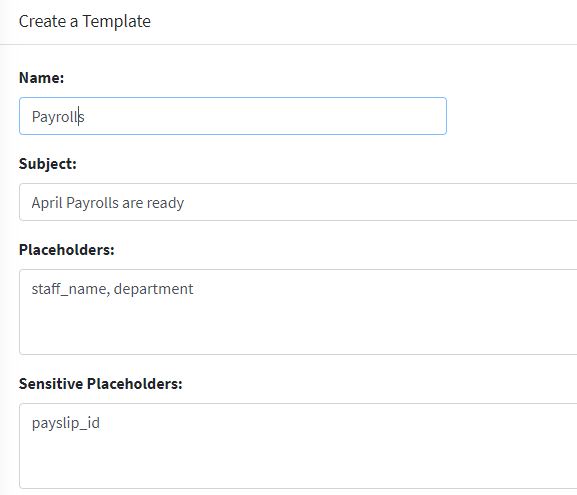 Create a Template
Name:
Payrolls
Subject:
April Payrolls are ready
Placeholders:
staff_name, department
Sensitive Placeholders:
payslip_id